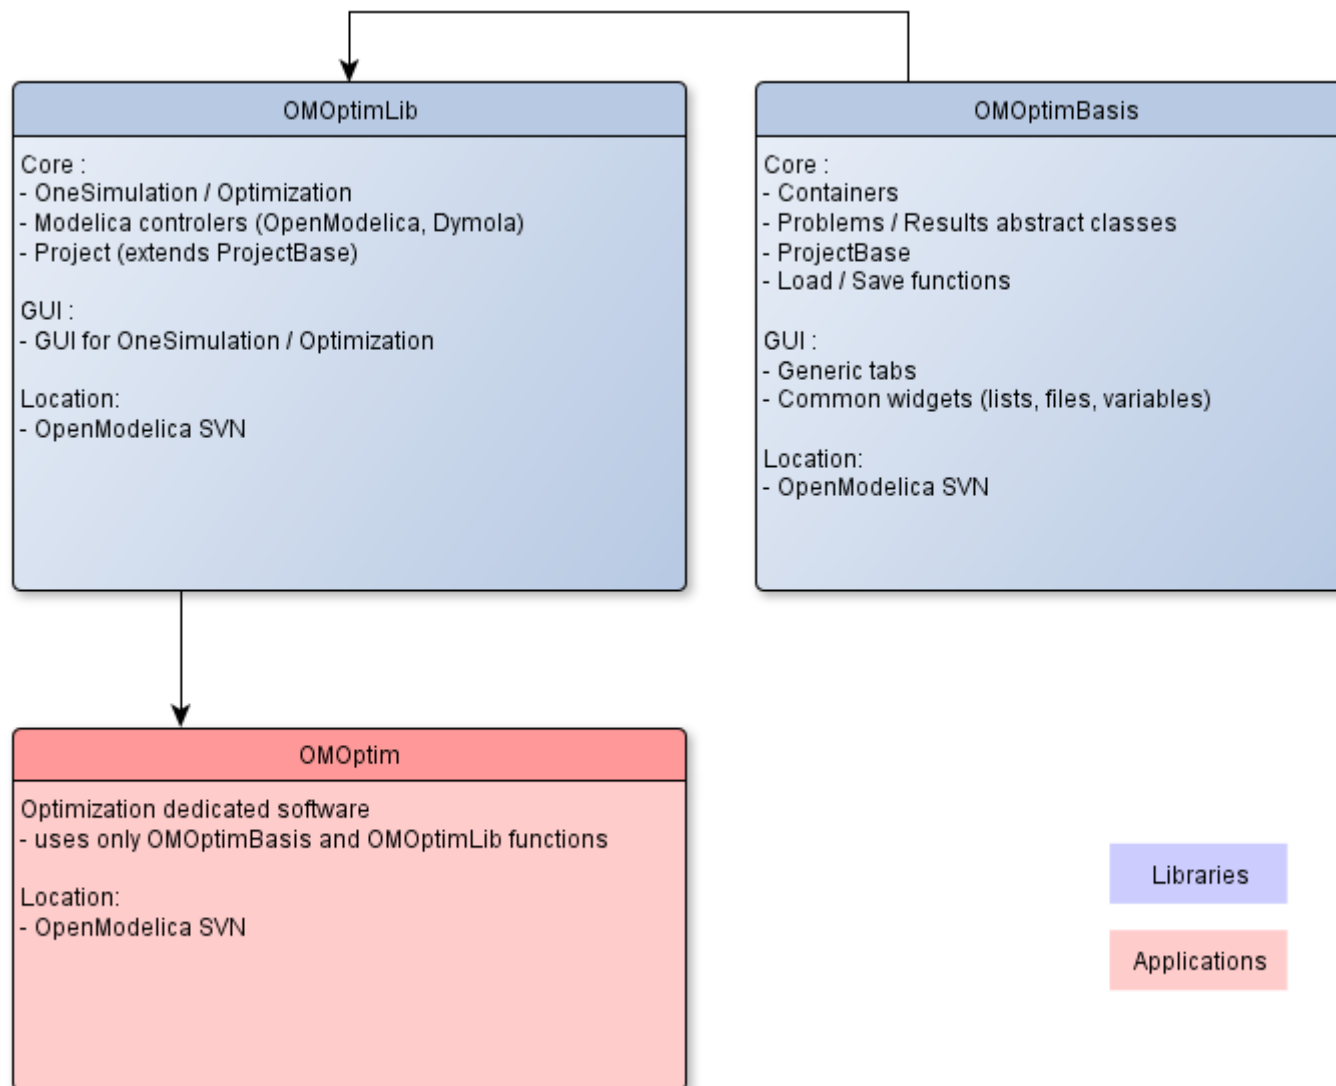 OMOptimLib
Core :
- OneSimulation / Optimization
- Modelica controlers (OpenModelica, Dymola)
- Project (extends ProjectBase)
GUI :
- GUI for OneSimulation / Optimization
Location:
- OpenModelica SVN
OMOptimBasis
Core :
- Containers
- Problems / Results abstract classes
- ProjectBase
- Load / Save functions
GUI :
- Generic tabs
- Common widgets (lists, files, variables)
Location:
- OpenModelica SVN
OMOptim
Optimization dedicated software
- uses only OMOptimBasis and OMOptimLib functions
Location:
- OpenModelica SVN
Libraries
Applications